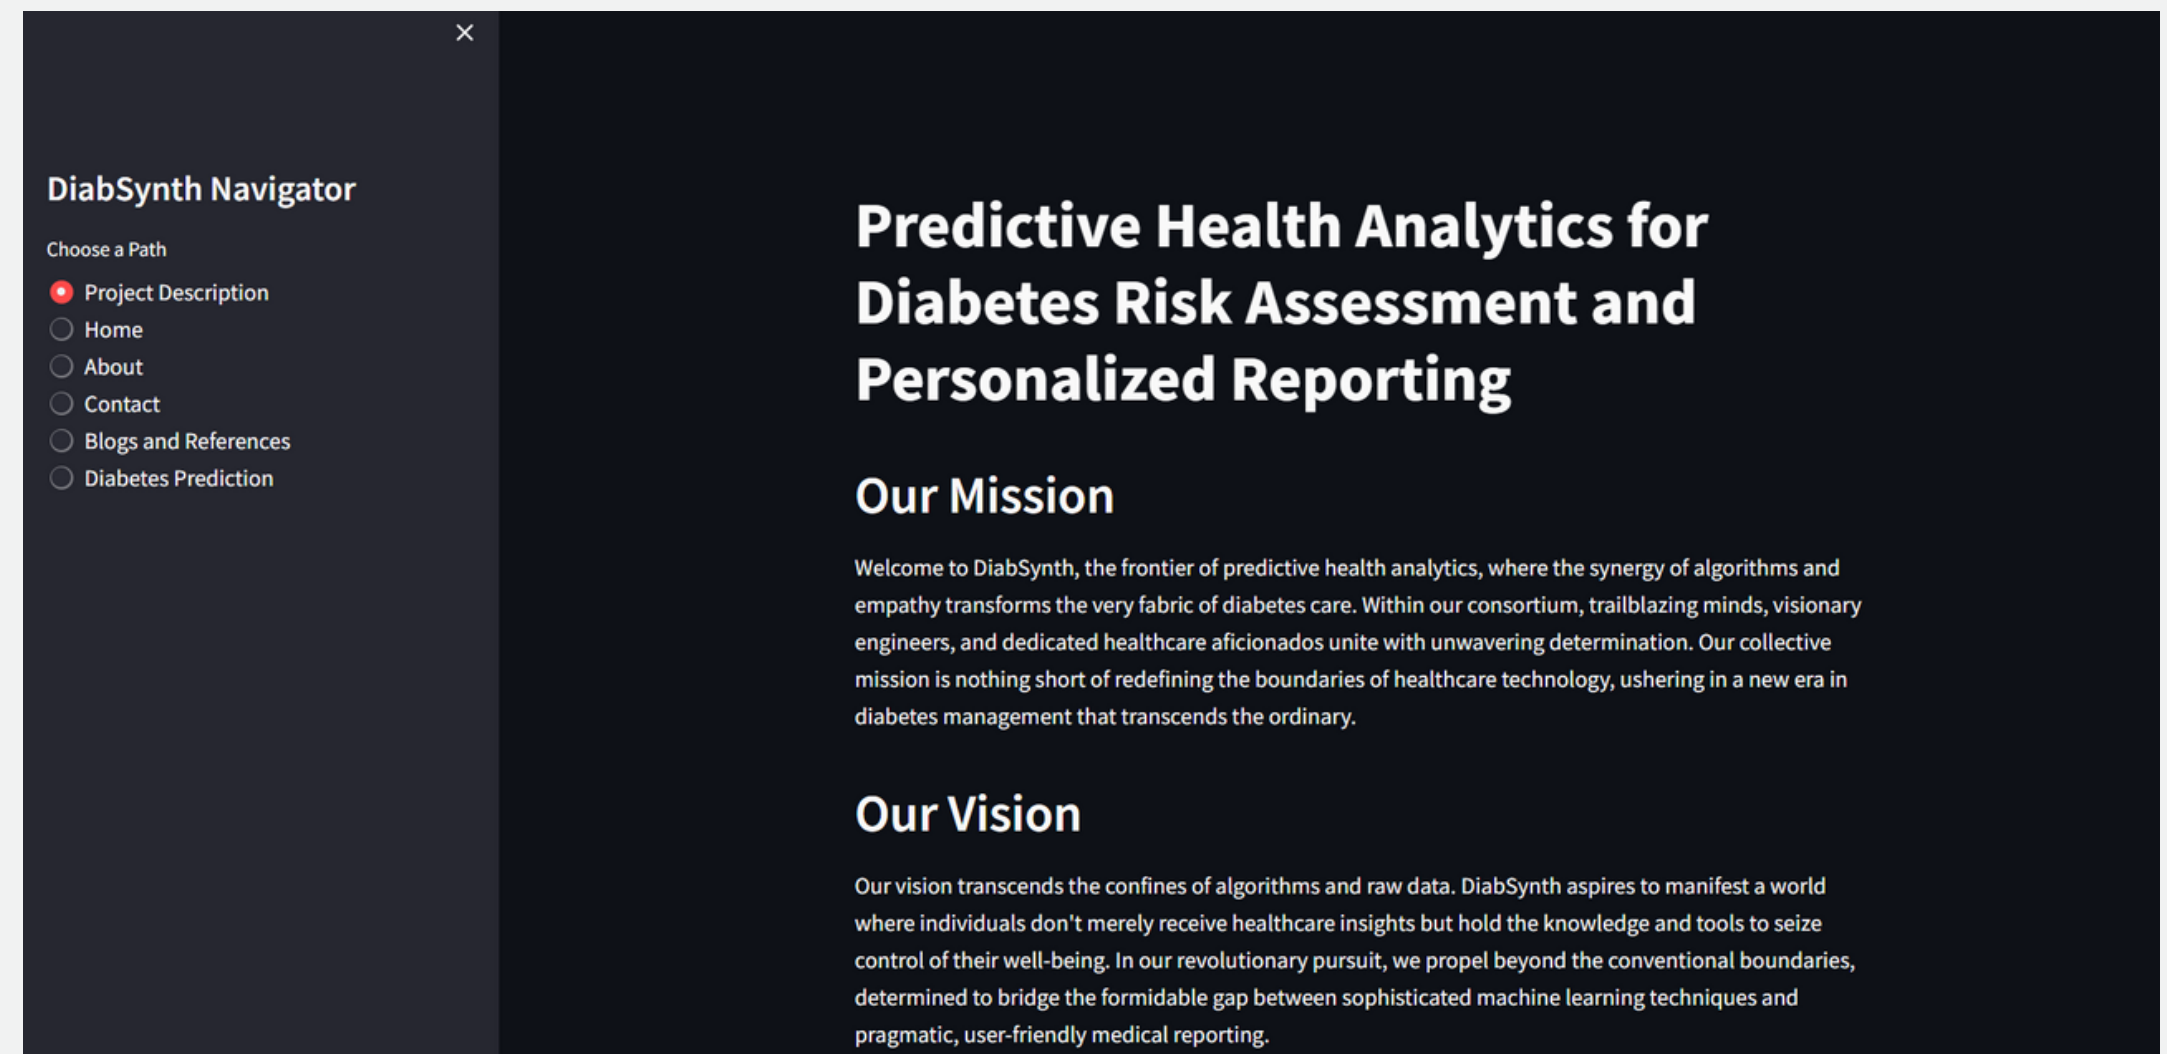 DiabSynth Navigator
Choose a Path
Project Description
Home
About
Contact
Blogs and References
Diabetes Prediction
Predictive Health Analytics for
Diabetes Risk Assessment and
Personalized Reporting
Our Mission
Welcome to DiabSynth, the frontier of predictive health analytics, where the synergy of algorithms and
empathy transforms the very fabric of diabetes care. Within our consortium, trailblazing minds, visionary
engineers, and dedicated healthcare aficionados unite with unwavering determination. Our collective
mission is nothing short of redefining the boundaries of healthcare technology, ushering in a new era in
diabetes management that transcends the ordinary.
Our Vision
Our vision transcends the confines of algorithms and raw data. DiabSynth aspires to manifest a world
where individuals don't merely receive healthcare insights but hold the knowledge and tools to seize
control of their well-being. In our revolutionary pursuit, we propel beyond the conventional boundaries,
determined to bridge the formidable gap between sophisticated machine learning techniques and
pragmatic, user-friendly medical reporting.